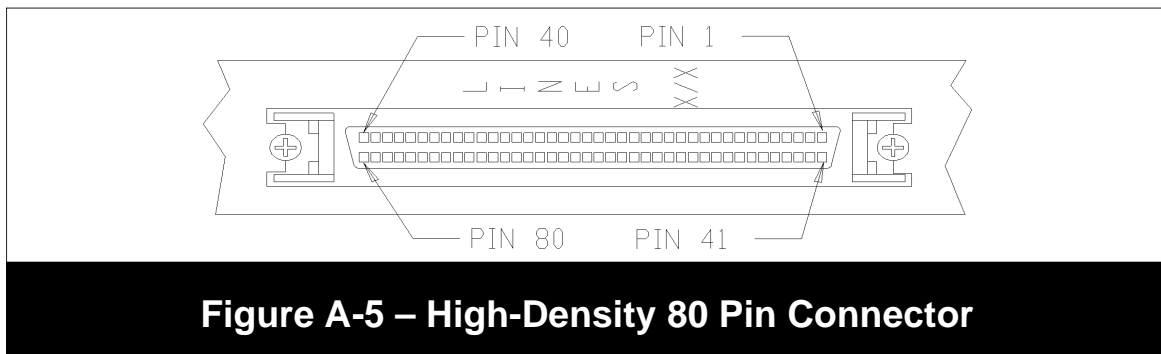 PIN 40 PIN 1
LINES X/X
PIN 80 PIN 41
Figure A-5 – High-Density 80 Pin Connector